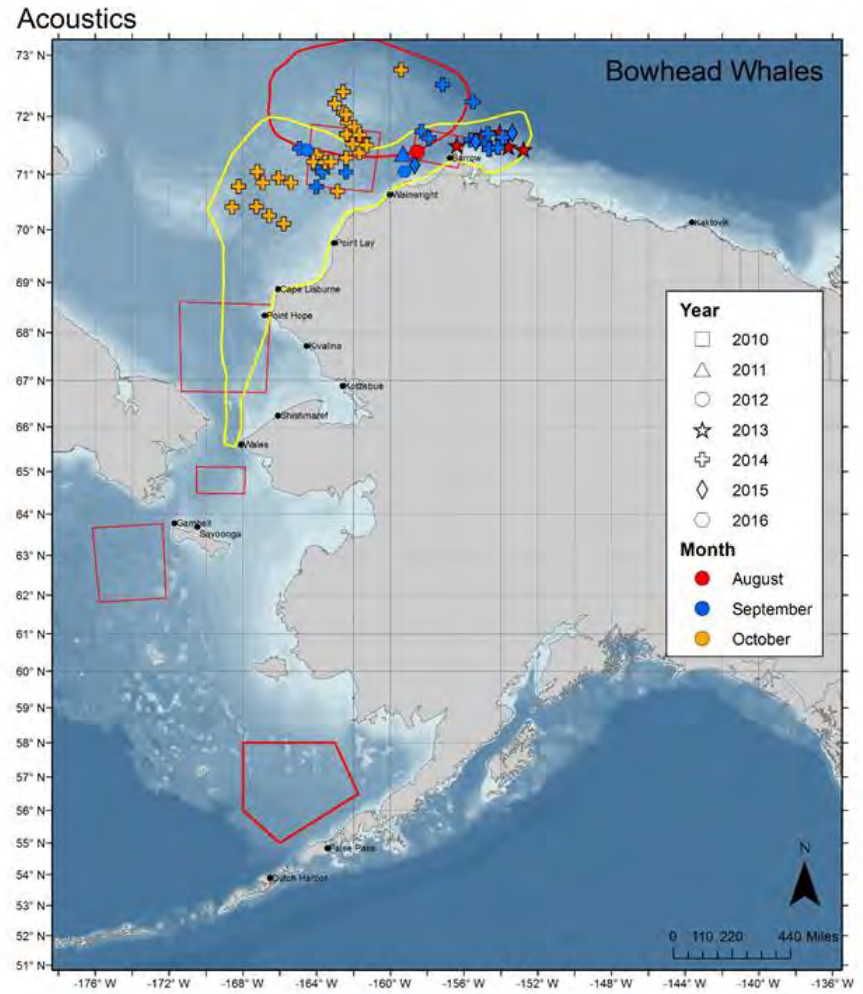 Acoustics
Bowhead Whales
73° N
72° N
71° N
70° N
69° N
68° N
67° N
66° N
65° N
64° N
63° N
62° N
61° N
60° N
59° N
58° N
57° N
56° N
55° N
54° N
53° N
52° N
51° N
Barrow
Wainwright
Kaktovik
Point Lay
Cape Lisburne
Point Hope
Kivalina
Kotzebue
Shishmaref
Wales
Gambell
Savoonga
False Pass
Dutch Harbor
Year
2010
2011
2012
2013
2014
2015
2016
Month
August
September
October
N
0 110 220 440 Miles
-176° W -172° W -168° W -164° W -160° W -156° W -152° W -148° W -144° W -140° W -136° W